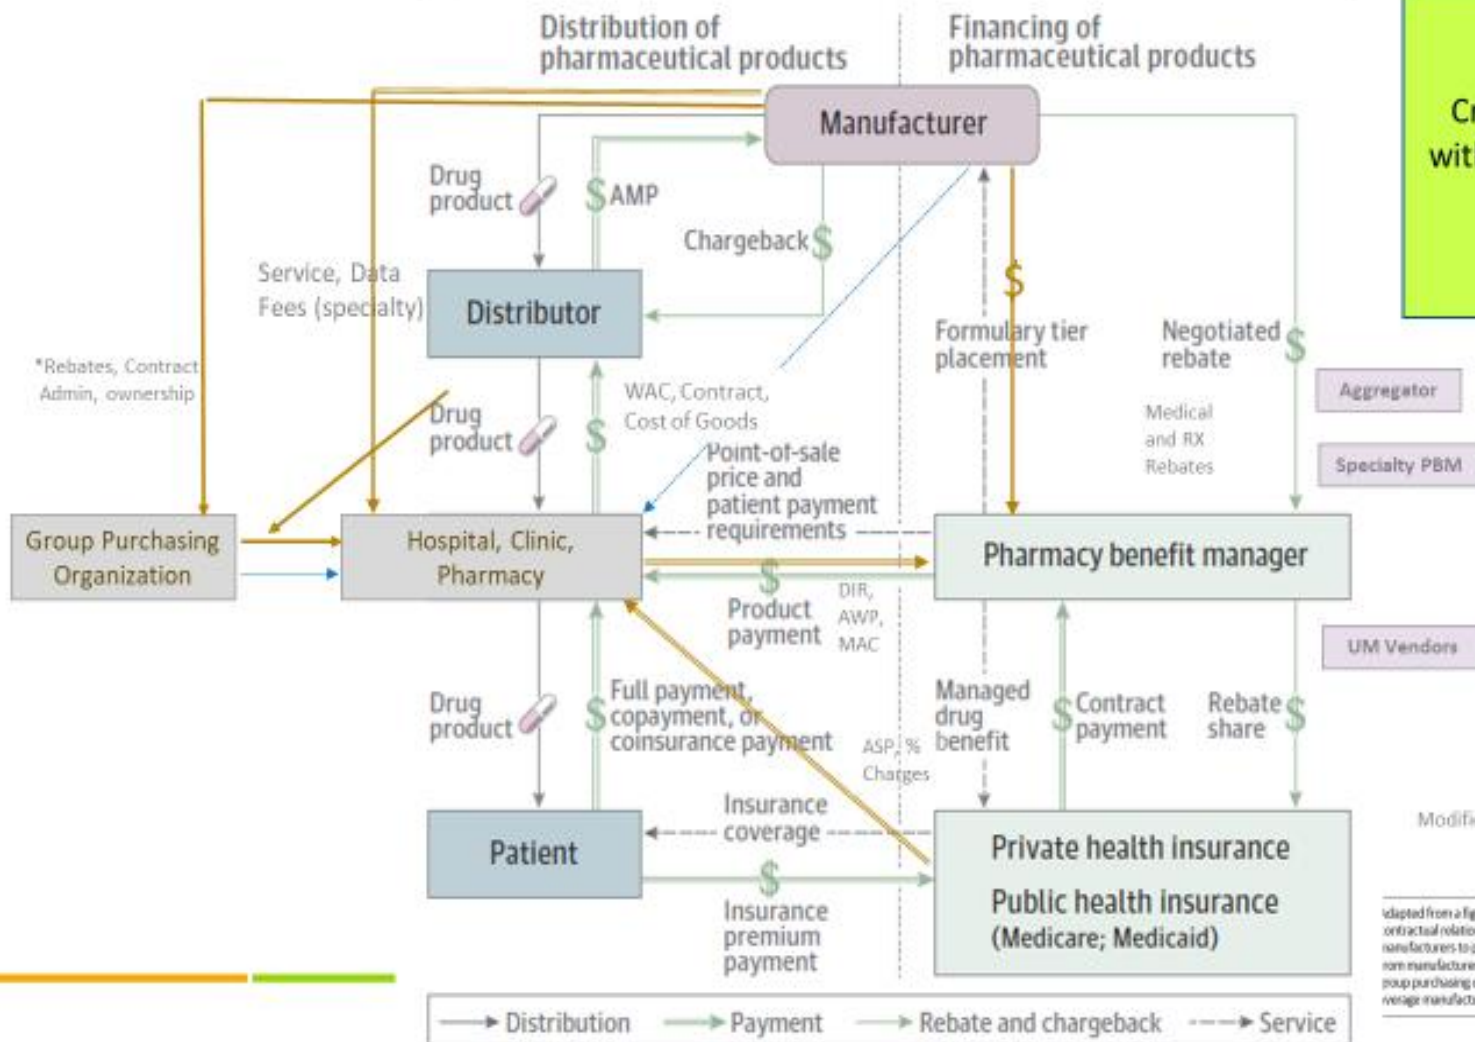 Distribution of
pharmaceutical products
Financing of
pharmaceutical products
Manufacturer
Drug
product
$ AMP
Chargeback $
Service, Data
Fees (specialty)
Distributor
$
Formulary tier
placement
Negotiated
rebate $
*Rebates, Contract
Admin, ownership
Aggregator
Drug
product
$
WAC, Contract,
Cost of Goods
Medical
and RX
Rebates
Specialty PBM
Point-of-sale
price and
patient payment
requirements
Group Purchasing
Organization
Hospital, Clinic,
Pharmacy
Pharmacy benefit manager
$
Product
payment
DIR,
AWP,
MAC
UM Vendors
Drug
product
$ Full payment,
copayment, or
coinsurance payment
Managed
drug
benefit
$ Contract
payment
Rebate
share $
ASP, %
Charges
Insurance
coverage
Patient
$
Insurance
premium
payment
Private health insurance
Public health insurance
(Medicare; Medicaid)
Distribution
Payment
Rebate and chargeback
Service